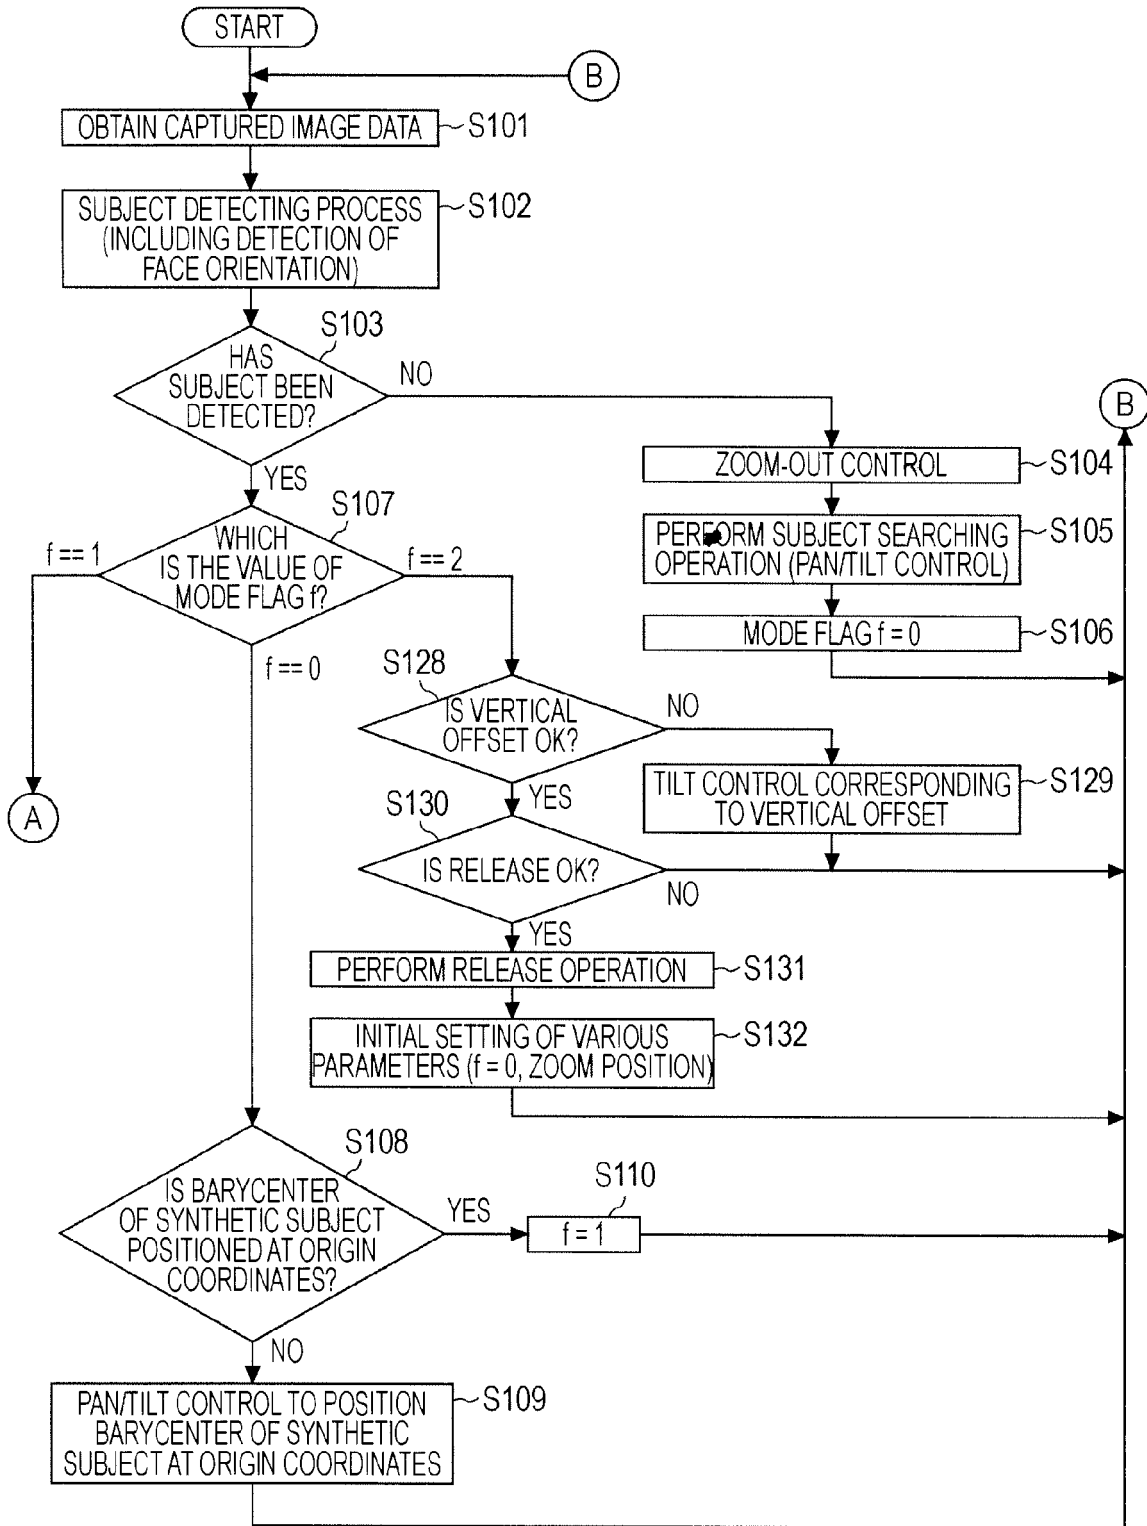 START
B
OBTAIN CAPTURED IMAGE DATA
S101
SUBJECT DETECTING PROCESS
(INCLUDING DETECTION OF
FACE ORIENTATION)
S102
S103
HAS
SUBJECT BEEN
DETECTED?
NO
YES
B
ZOOM-OUT CONTROL
S104
PERFORM SUBJECT SEARCHING
OPERATION (PAN/TILT CONTROL)
S105
MODE FLAG f = 0
S106
S107
WHICH
IS THE VALUE OF
MODE FLAG f?
f == 1
f == 2
f == 0
A
S128
IS VERTICAL
OFFSET OK?
NO
YES
TILT CONTROL CORRESPONDING
TO VERTICAL OFFSET
S129
S130
IS RELEASE OK?
NO
YES
PERFORM RELEASE OPERATION
S131
INITIAL SETTING OF VARIOUS
PARAMETERS (f = 0, ZOOM POSITION)
S132
S108
IS BARYCENTER
OF SYNTHETIC SUBJECT
POSITIONED AT ORIGIN
COORDINATES?
YES
S110
f = 1
NO
PAN/TILT CONTROL TO POSITION
BARYCENTER OF SYNTHETIC
SUBJECT AT ORIGIN COORDINATES
S109